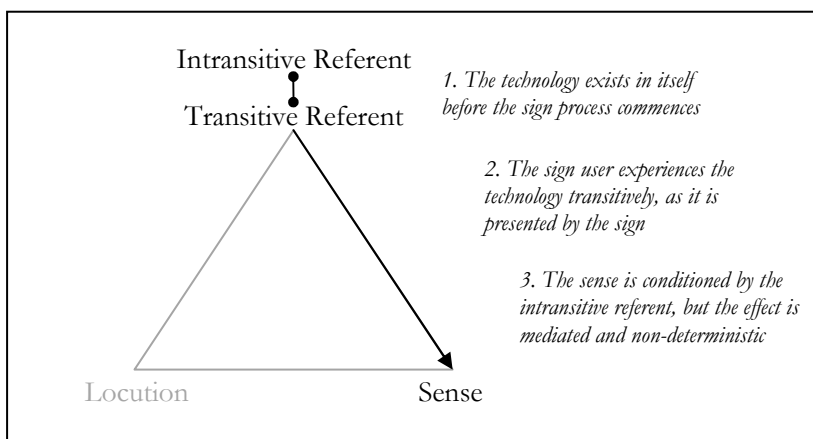 Intransitive Referent
Transitive Referent
1. The technology exists in itself
before the sign process commences
2. The sign user experiences the
technology transitively, as it is
presented by the sign
3. The sense is conditioned by the
intransitive referent, but the effect is
mediated and non-deterministic
Locution
Sense